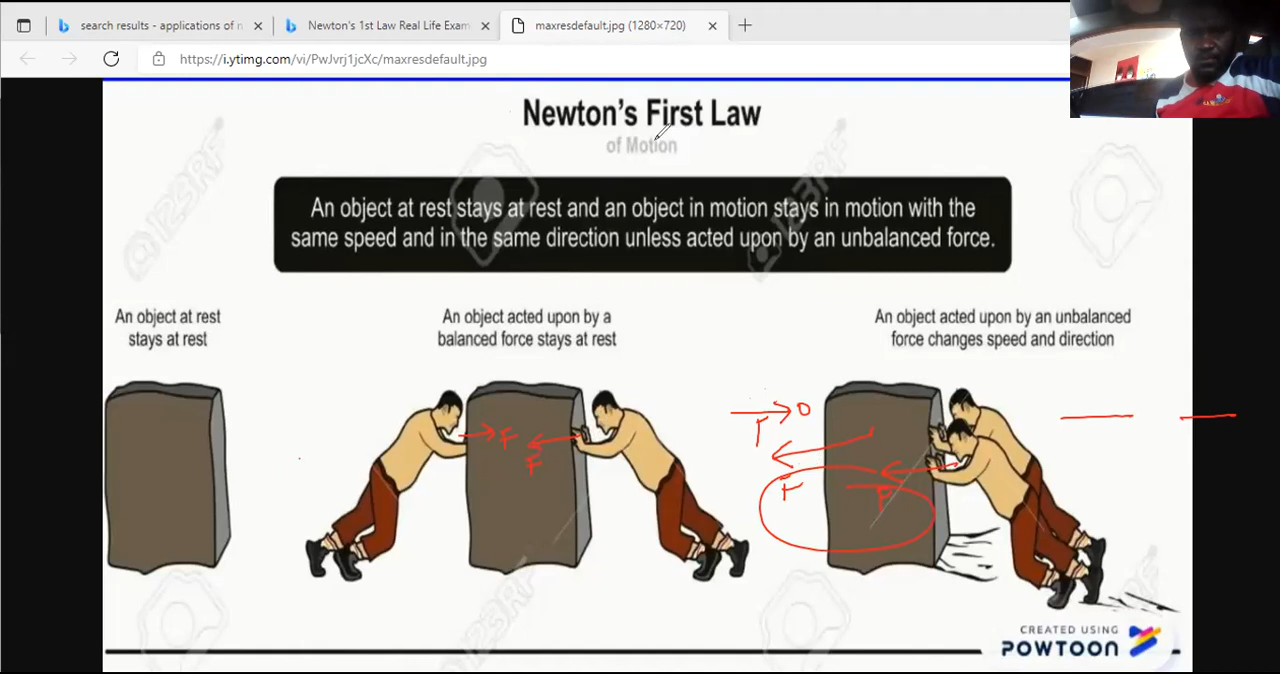 search results - applications of n
Newton's 1st Law Real Life Exam
maxresdefault.jpg (1280×720)
https://i.ytimg.com/vi/PwJvrj1jcXc/maxresdefault.jpg
Newton's First Law
of Motion
An object at rest stays at rest and an object in motion stays in motion with the
same speed and in the same direction unless acted upon by an unbalanced force.
An object at rest
stays at rest
An object acted upon by a
balanced force stays at rest
An object acted upon by an unbalanced
force changes speed and direction
F
F
O
F
F
F
@123RF
@123RF
@123RF
123RF
CREATED USING
POWTOON